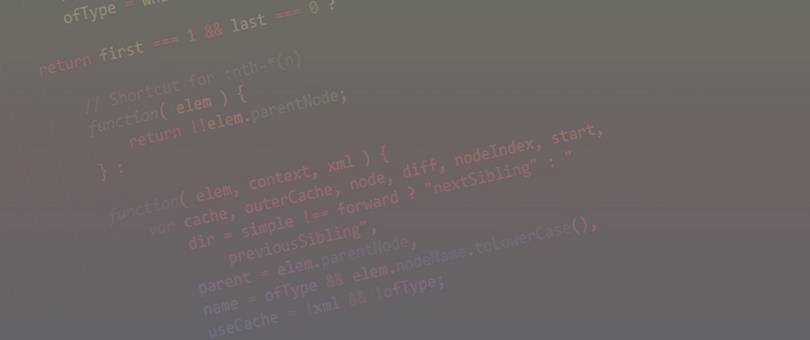 ofType =
return first === 1 && last === 0 ?
// Shortcut for :nth-*(n)
function( elem ) {
return !!elem.parentNode;
} :
function( elem, context, xml ) {
var cache, outerCache, node, diff, nodeIndex, start,
dir = simple !== forward ? "nextSibling" : "
previousSibling",
parent = elem.parentNode,
name = ofType && elem.nodeName.toLowerCase(),
useCache = !xml && !ofType;